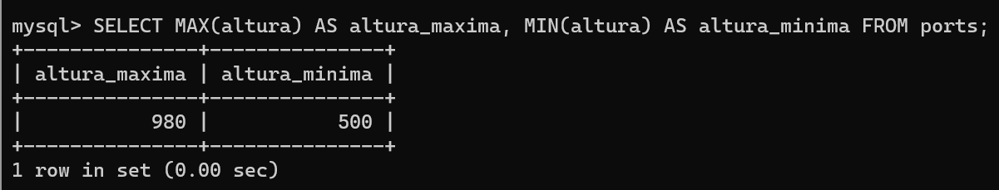 mysql> SELECT MAX(altura) AS altura_maxima, MIN(altura) AS altura_minima FROM ports;
+---------------+---------------+
| altura_maxima | altura_minima |
+---------------+---------------+
|           980 |           500 |
+---------------+---------------+
1 row in set (0.00 sec)